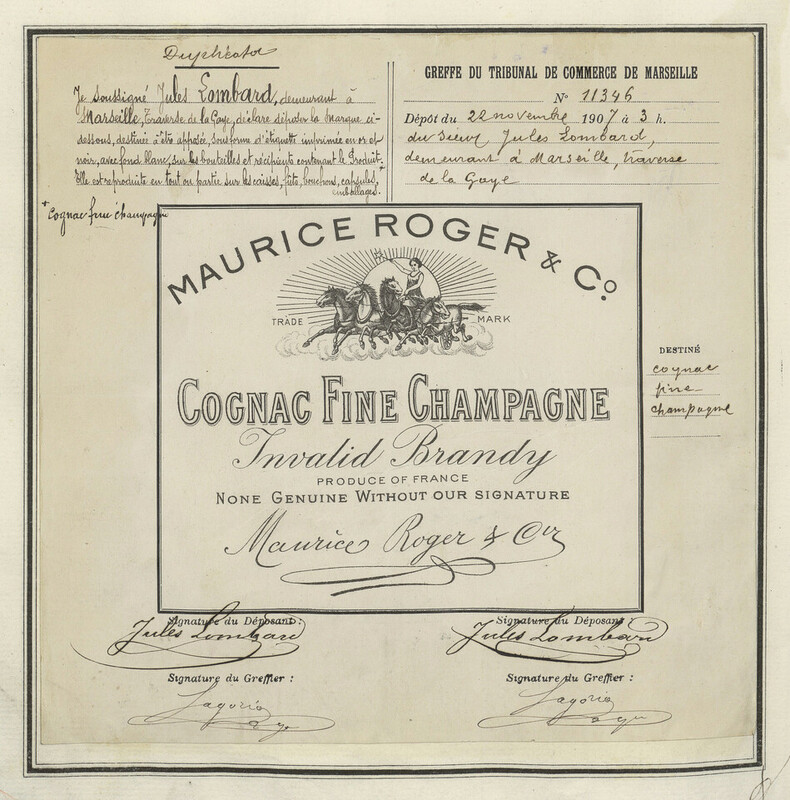 Duplicata
Je soussigné Jules Lombard, demeurant à
Marseille, Traverse de la Gaye, déclare déposer la marque ci-
dessous, destinée à être apposée, sous forme d'étiquette imprimée en or et
noir, avec fond blanc, sur les bouteilles et récipients contenant le Produit.+
Elle est reproduite en tout ou partie sur les caisses, fûts, bouchons, capsules,
emballages.
+ Cognac fine champagne
GREFFE DU TRIBUNAL DE COMMERCE DE MARSEILLE
N° 11346
Dépôt du 22 novembre 1907 à 3 h.
du Sieur Jules Lombard,
demeurant à Marseille, traverse
de la Gaye
MAURICE ROGER & Co.
TRADE MARK
COGNAC FINE CHAMPAGNE
Invalid Brandy
PRODUCE OF FRANCE
NONE GENUINE WITHOUT OUR SIGNATURE
Maurice Roger & Cie
DESTINÉ
cognac
fine
champagne
Signature du Déposant:
Jules Lombard
Signature du Greffier :
Signature du Déposant:
Jules Lombard
Signature du Greffier :